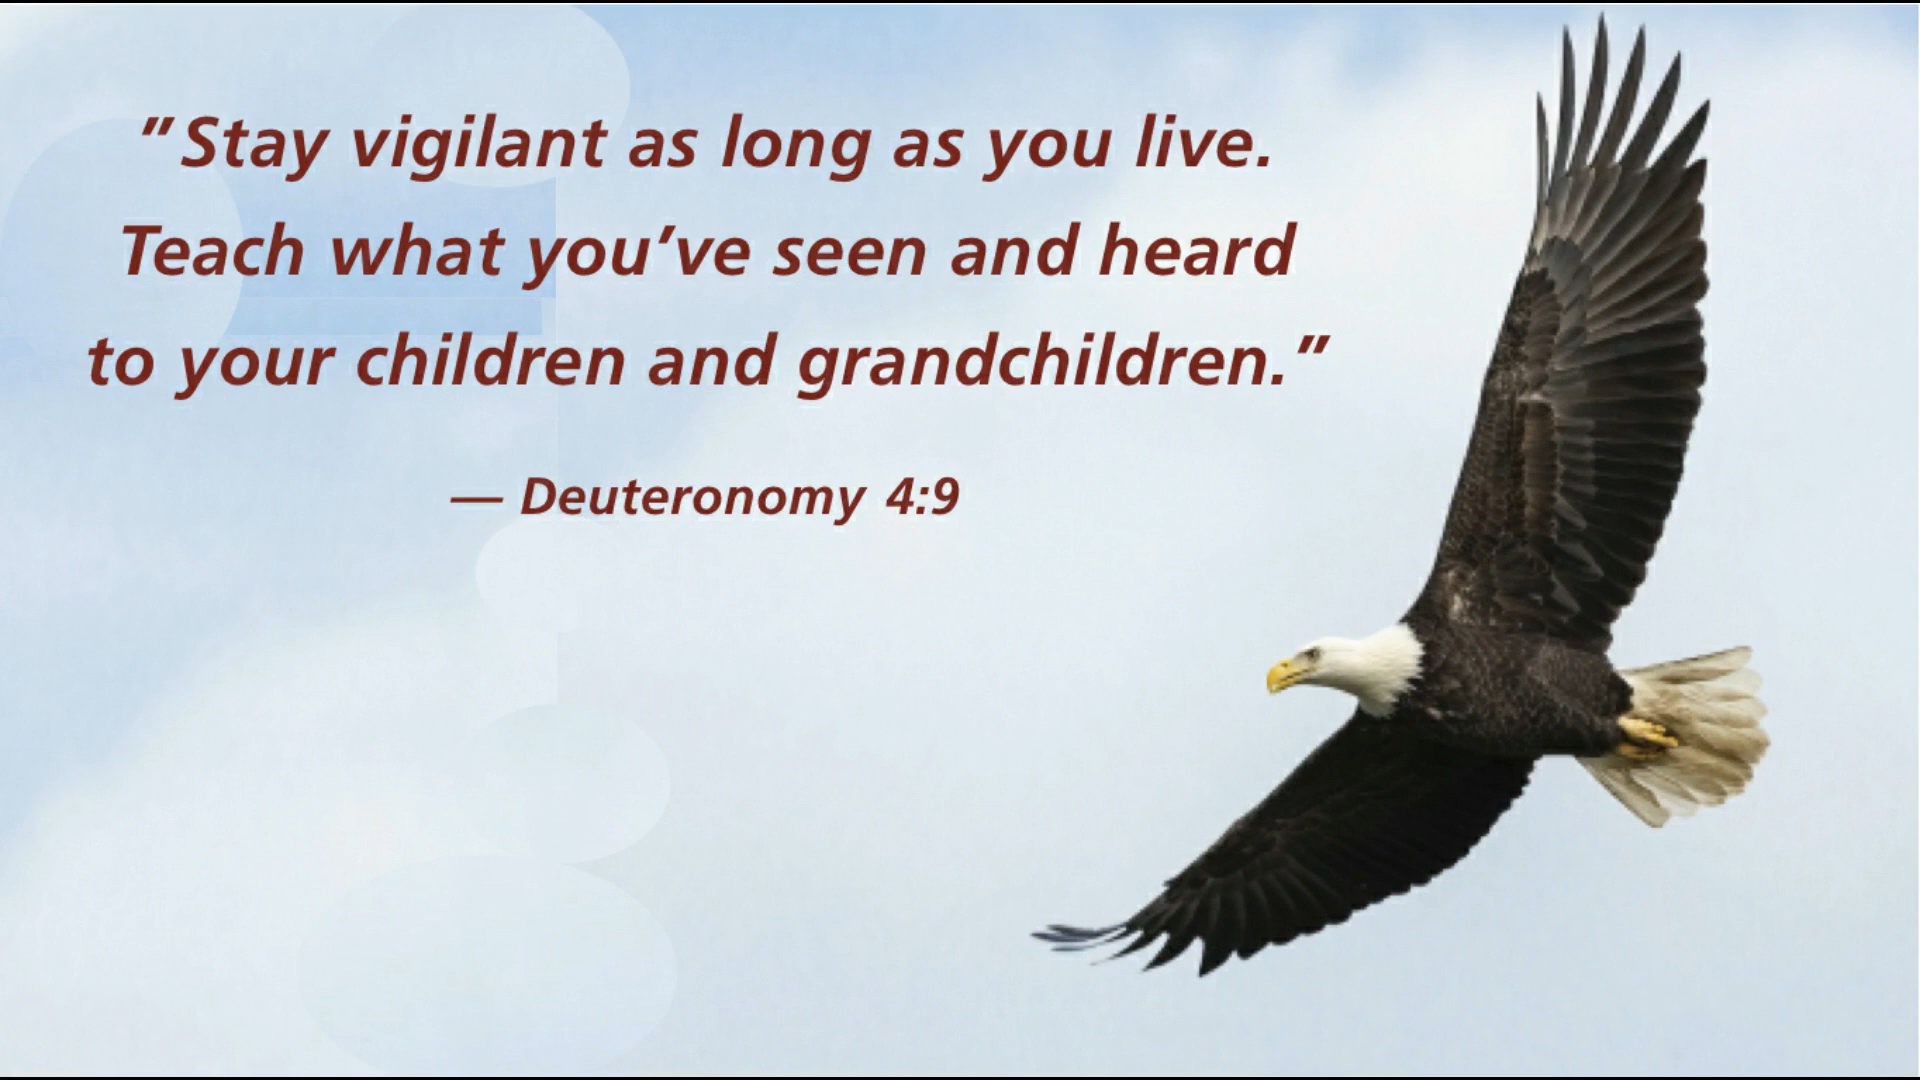 "Stay vigilant as long as you live.
Teach what you’ve seen and heard
to your children and grandchildren."
— Deuteronomy 4:9